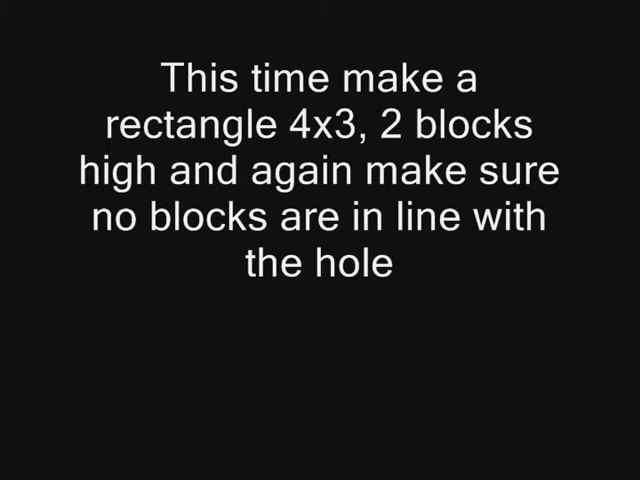 This time make a
rectangle 4x3, 2 blocks
high and again make sure
no blocks are in line with
the hole